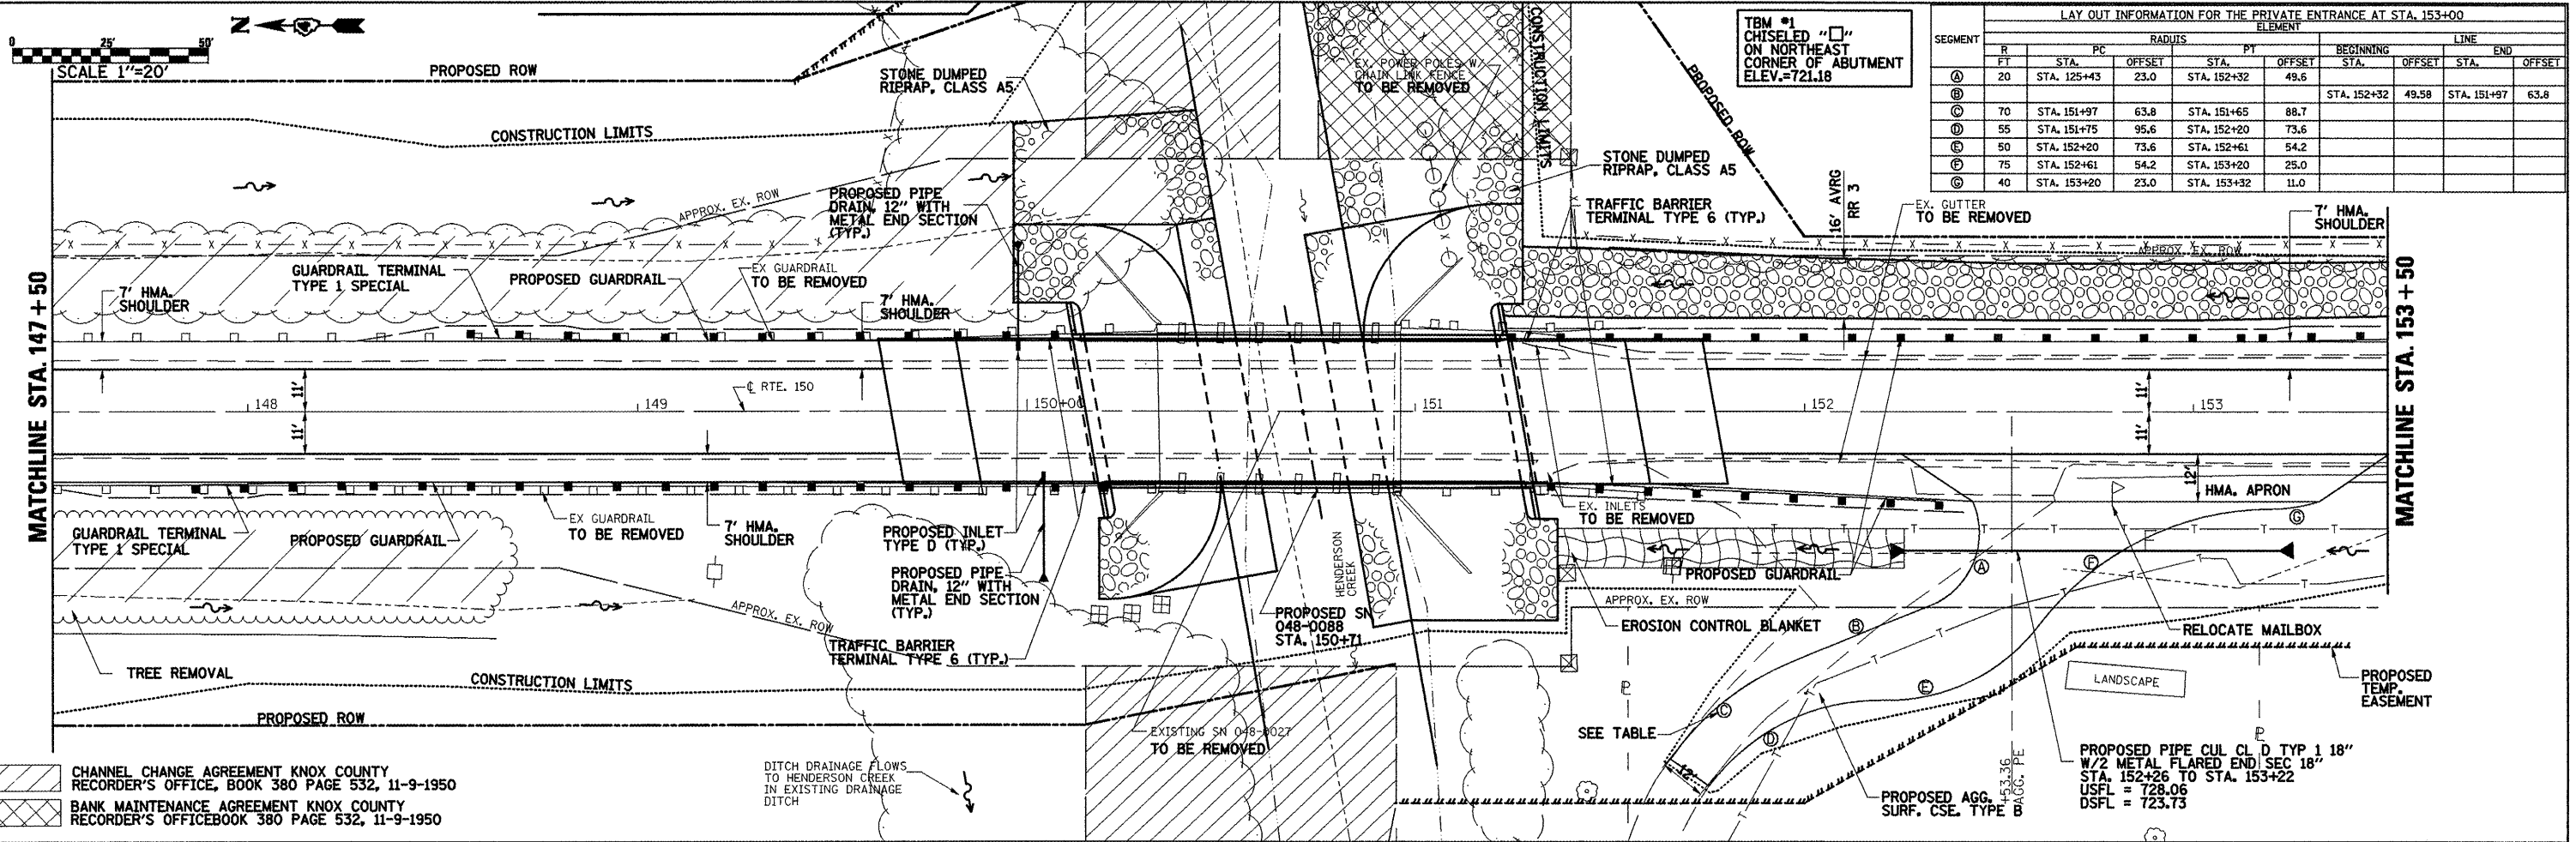 N
0 25' 50'
SCALE 1"=20'
PROPOSED ROW
CONSTRUCTION LIMITS
STONE DUMPED
RIPRAP, CLASS A5
EX. POWER POLES W/
CHAIN LINK FENCE
TO BE REMOVED
CONSTRUCTION LIMITS
TBM #1
CHISELED "□"
ON NORTHEAST
CORNER OF ABUTMENT
ELEV.=721.18
PROPOSED ROW
LAY OUT INFORMATION FOR THE PRIVATE ENTRANCE AT STA. 153+00
SEGMENT ELEMENT
RADUIS LINE
R PC PT BEGINNING END
FT STA. OFFSET STA. OFFSET STA. OFFSET STA. OFFSET
A 20 STA. 125+43 23.0 STA. 152+32 49.6
B STA. 152+32 49.58 STA. 151+97 63.8
C 70 STA. 151+97 63.8 STA. 151+65 88.7
D 55 STA. 151+75 95.6 STA. 152+20 73.6
E 50 STA. 152+20 73.6 STA. 152+61 54.2
F 75 STA. 152+61 54.2 STA. 153+20 25.0
G 40 STA. 153+20 23.0 STA. 153+32 11.0
STONE DUMPED
RIPRAP, CLASS A5
PROPOSED PIPE
DRAIN, 12" WITH
METAL END SECTION
(TYP.)
APPROX. EX. ROW
TRAFFIC BARRIER
TERMINAL TYPE 6 (TYP.)
16' AVRG
RR 3
EX. GUTTER
TO BE REMOVED
7' HMA.
SHOULDER
APPROX. EX. ROW
GUARDRAIL TERMINAL
TYPE 1 SPECIAL
PROPOSED GUARDRAIL
EX GUARDRAIL
TO BE REMOVED
7' HMA.
SHOULDER
7' HMA.
SHOULDER
MATCHLINE STA. 147+50
MATCHLINE STA. 153+50
℄ RTE. 150
148
11'
11'
149
150+00
151
152
11'
11'
153
12'
HMA. APRON
GUARDRAIL TERMINAL
TYPE 1 SPECIAL
PROPOSED GUARDRAIL
EX GUARDRAIL
TO BE REMOVED
7' HMA.
SHOULDER
PROPOSED INLET
TYPE D (TYP.)
PROPOSED PIPE
DRAIN, 12" WITH
METAL END SECTION
(TYP.)
EX. INLETS
TO BE REMOVED
HENDERSON
CREEK
PROPOSED GUARDRAIL
A
F
G
APPROX. EX. ROW
APPROX. EX. ROW
PROPOSED SN
048-0088
STA. 150+71
EROSION CONTROL BLANKET
B
RELOCATE MAILBOX
TRAFFIC BARRIER
TERMINAL TYPE 6 (TYP.)
TREE REMOVAL
CONSTRUCTION LIMITS
PROPOSED ROW
LANDSCAPE
PROPOSED
TEMP.
EASEMENT
E
C
D
SEE TABLE
EXISTING SN 048-0027
TO BE REMOVED
12'
+53.36
AGG. PE
PROPOSED AGG.
SURF. CSE. TYPE B
PROPOSED PIPE CUL CL D TYP 1 18"
W/2 METAL FLARED END SEC 18"
STA. 152+26 TO STA. 153+22
USFL = 728.06
DSFL = 723.73
CHANNEL CHANGE AGREEMENT KNOX COUNTY
RECORDER'S OFFICE, BOOK 380 PAGE 532, 11-9-1950
BANK MAINTENANCE AGREEMENT KNOX COUNTY
RECORDER'S OFFICEBOOK 380 PAGE 532, 11-9-1950
DITCH DRAINAGE FLOWS
TO HENDERSON CREEK
IN EXISTING DRAINAGE
DITCH